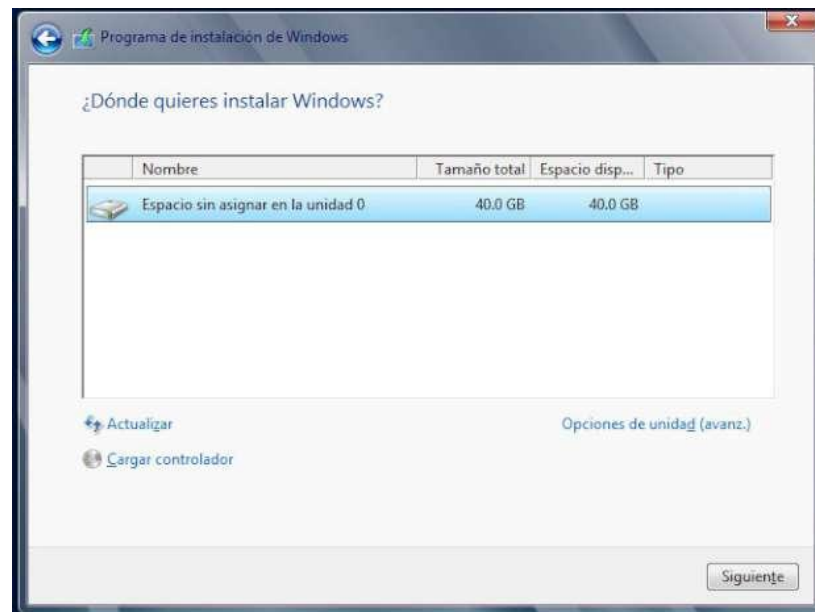 Programa de instalación de Windows
¿Dónde quieres instalar Windows?
Nombre Tamaño total Espacio disp... Tipo
Espacio sin asignar en la unidad 0 40.0 GB 40.0 GB
Actualizar Opciones de unidad (avanz.)
Cargar controlador
Siguiente